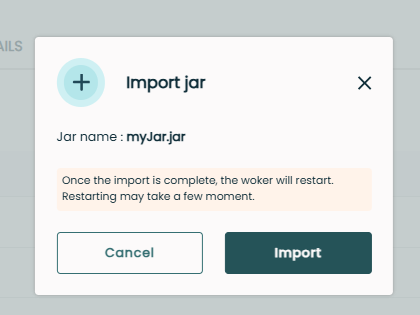 AILS
Import jar
Jar name : myJar.jar
Once the import is complete, the woker will restart.
Restarting may take a few moment.
Cancel
Import